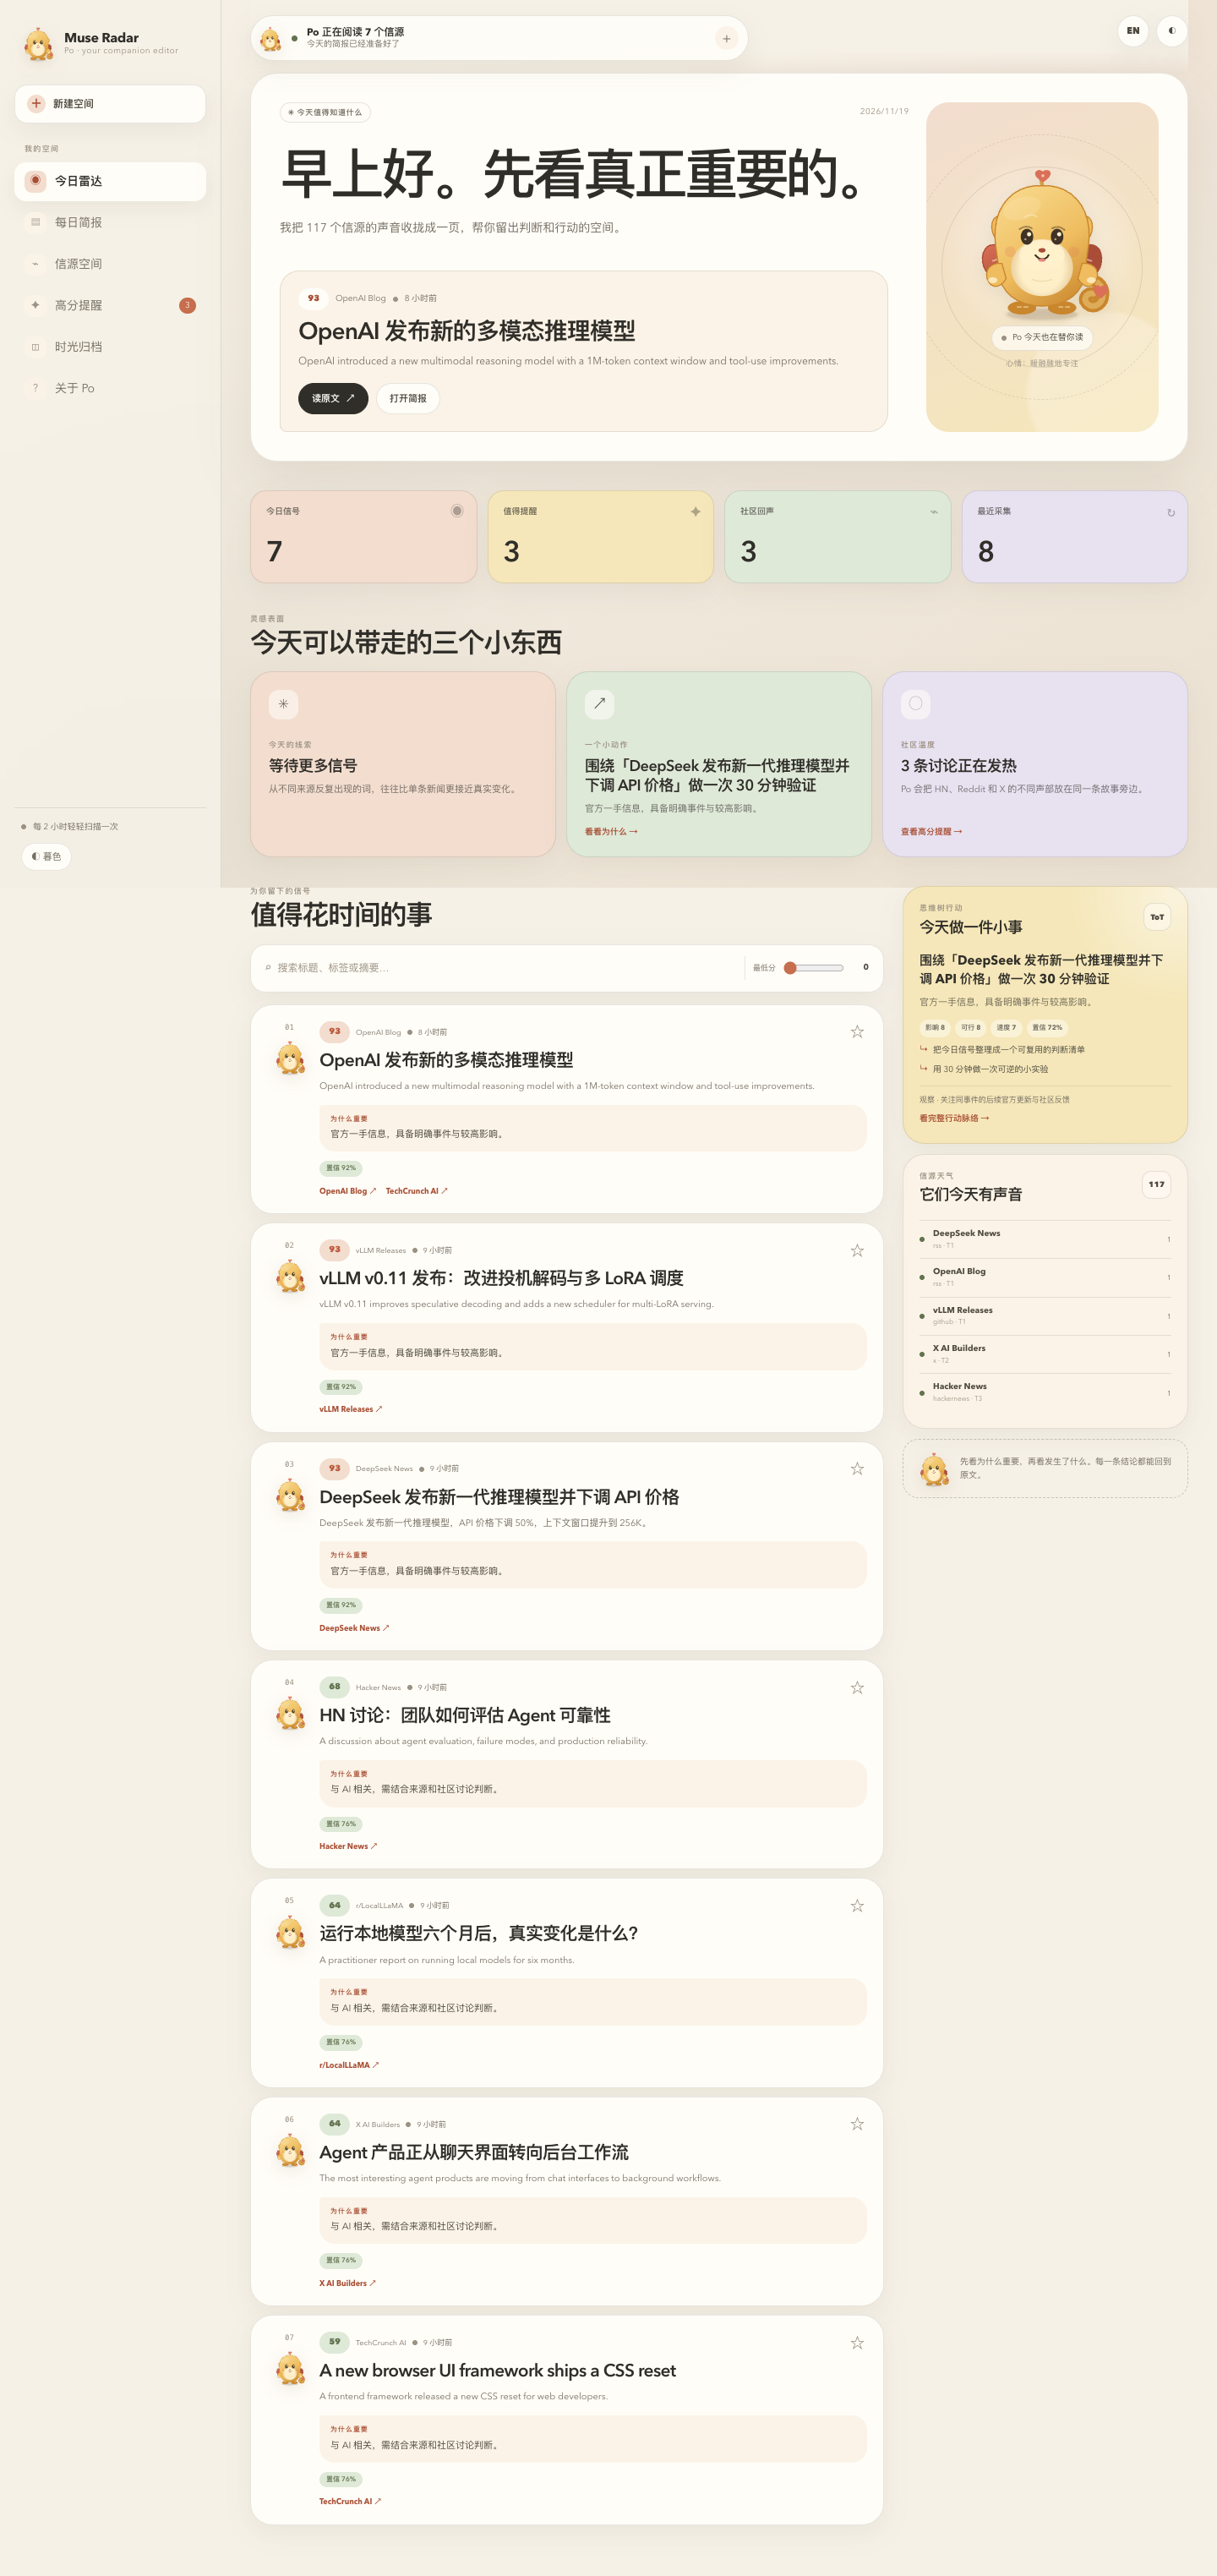 Muse Radar
Po · your companion editor
新建空间
我的空间
今日雷达
每日简报
信源空间
高分提醒
3
时光归档
? 关于 Po
每 2 小时轻轻扫描一次
暮色
Po 正在阅读 7 个信源
今天的简报已经准备好了
+
EN
今天值得知道什么
2026/11/19
早上好。先看真正重要的。
我把 117 个信源的声音收拢成一页，帮你留出判断和行动的空间。
93 OpenAI Blog ● 8 小时前
OpenAI 发布新的多模态推理模型
OpenAI introduced a new multimodal reasoning model with a 1M-token context window and tool-use improvements.
读原文 ↗
打开简报
Po 今天也在替你读
心情：暖融融地专注
今日信号
7
值得提醒
3
社区回声
3
最近采集
8
灵感表面
今天可以带走的三个小东西
今天的线索
等待更多信号
从不同来源反复出现的词，往往比单条新闻更接近真实变化。
一个小动作
围绕「DeepSeek 发布新一代推理模型并
下调 API 价格」做一次 30 分钟验证
官方一手信息，具备明确事件与较高影响。
看看为什么 →
社区温度
3 条讨论正在发热
Po 会把 HN、Reddit 和 X 的不同声部放在同一条故事旁边。
查看高分提醒 →
为你留下的信号
值得花时间的事
搜索标题、标签或摘要...
最低分
0
01
93 OpenAI Blog ● 8 小时前
OpenAI 发布新的多模态推理模型
OpenAI introduced a new multimodal reasoning model with a 1M-token context window and tool-use improvements.
为什么重要
官方一手信息，具备明确事件与较高影响。
置信 92%
OpenAI Blog ↗ TechCrunch AI ↗
02
93 vLLM Releases ● 9 小时前
vLLM v0.11 发布：改进投机解码与多 LoRA 调度
vLLM v0.11 improves speculative decoding and adds a new scheduler for multi-LoRA serving.
为什么重要
官方一手信息，具备明确事件与较高影响。
置信 92%
vLLM Releases ↗
03
93 DeepSeek News ● 9 小时前
DeepSeek 发布新一代推理模型并下调 API 价格
DeepSeek 发布新一代推理模型，API 价格下调 50%，上下文窗口提升到 256K。
为什么重要
官方一手信息，具备明确事件与较高影响。
置信 92%
DeepSeek News ↗
04
68 Hacker News ● 9 小时前
HN 讨论：团队如何评估 Agent 可靠性
A discussion about agent evaluation, failure modes, and production reliability.
为什么重要
与 AI 相关，需结合来源和社区讨论判断。
置信 76%
Hacker News ↗
05
64 r/LocalLLaMA ● 9 小时前
运行本地模型六个月后，真实变化是什么？
A practitioner report on running local models for six months.
为什么重要
与 AI 相关，需结合来源和社区讨论判断。
置信 76%
r/LocalLLaMA ↗
06
64 X AI Builders ● 9 小时前
Agent 产品正从聊天界面转向后台工作流
The most interesting agent products are moving from chat interfaces to background workflows.
为什么重要
与 AI 相关，需结合来源和社区讨论判断。
置信 76%
X AI Builders ↗
07
59 TechCrunch AI ● 9 小时前
A new browser UI framework ships a CSS reset
A frontend framework released a new CSS reset for web developers.
为什么重要
与 AI 相关，需结合来源和社区讨论判断。
置信 76%
TechCrunch AI ↗
思维树行动
今天做一件小事
ToT
围绕「DeepSeek 发布新一代推理模型并下
调 API 价格」做一次 30 分钟验证
官方一手信息，具备明确事件与较高影响。
影响 8 可行 8 速度 7 置信 72%
↳ 把今日信号整理成一个可复用的判断清单
↳ 用 30 分钟做一次可逆的小实验
观察 · 关注同事件的后续官方更新与社区反馈
看完整行动脉络 →
信源天气
它们今天有声音
117
DeepSeek News
rss · T1
1
OpenAI Blog
rss · T1
1
vLLM Releases
github · T1
1
X AI Builders
x · T2
1
Hacker News
hackernews · T3
1
先看为什么重要，再看发生了什么。每一条结论都能回到
原文。